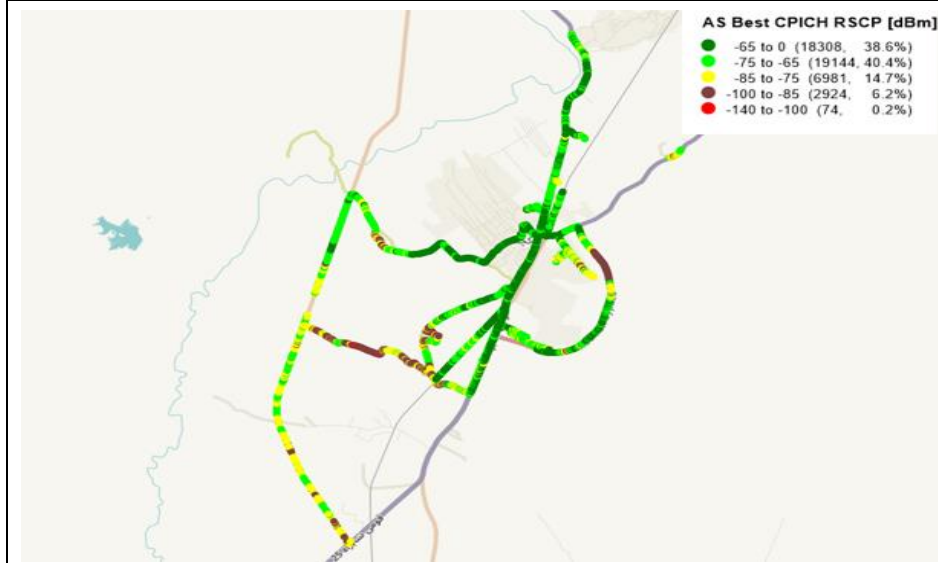 AS Best CPICH RSCP [dBm]
-65 to 0 (18308, 38.6%)
-75 to -65 (19144, 40.4%)
-85 to -75 (6981, 14.7%)
-100 to -85 (2924, 6.2%)
-140 to -100 (74, 0.2%)